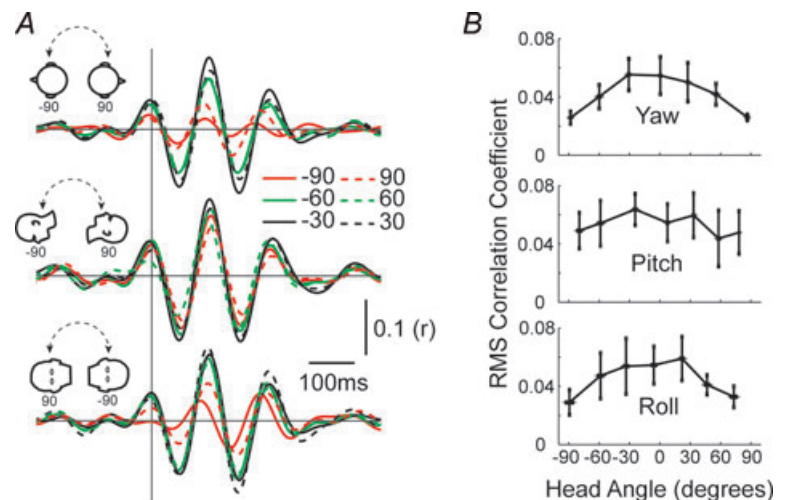 A
-90 90
-90 90
90 -90
-90 90
-60 60
-30 30
0.1 (r)
100ms
B
RMS Correlation Coefficient
0.08
0.04
0
Yaw
0.08
0.04
0
Pitch
0.08
0.04
0
Roll
-90 -60 -30 0 30 60 90
Head Angle (degrees)